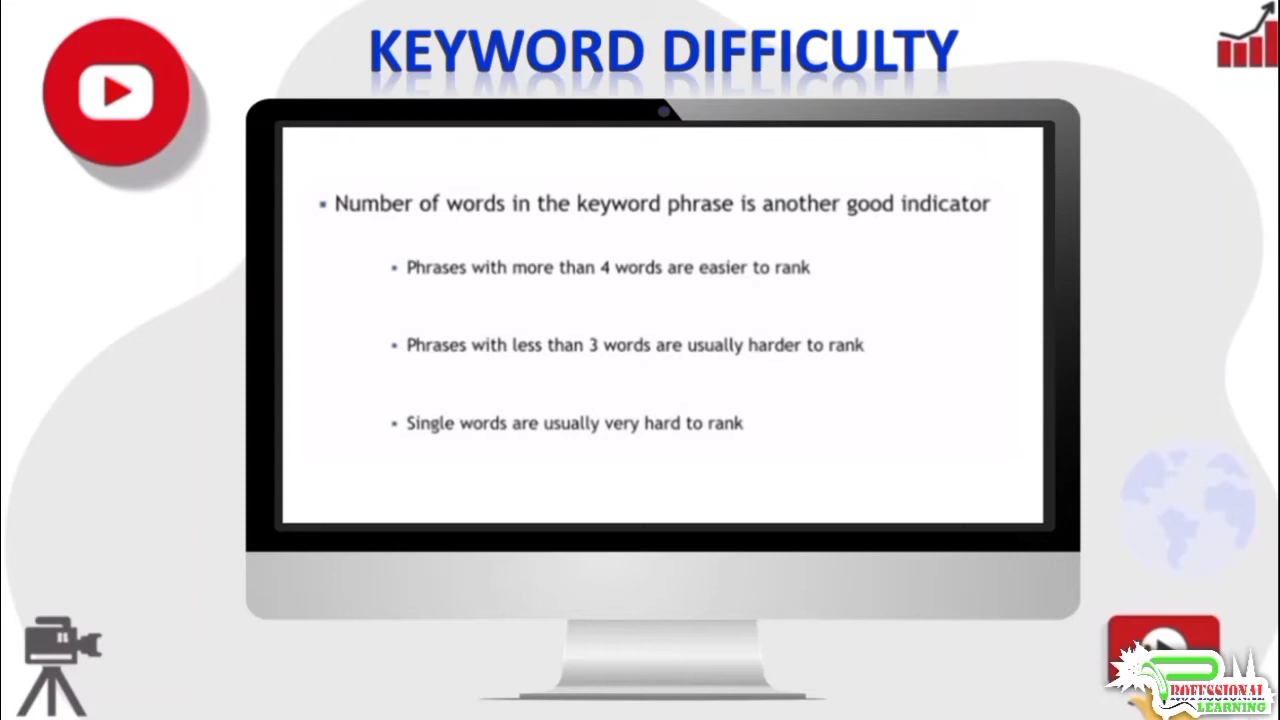 KEYWORD DIFFICULTY
▪ Number of words in the keyword phrase is another good indicator
▪ Phrases with more than 4 words are easier to rank
▪ Phrases with less than 3 words are usually harder to rank
▪ Single words are usually very hard to rank
PROFESSIONAL
LEARNING